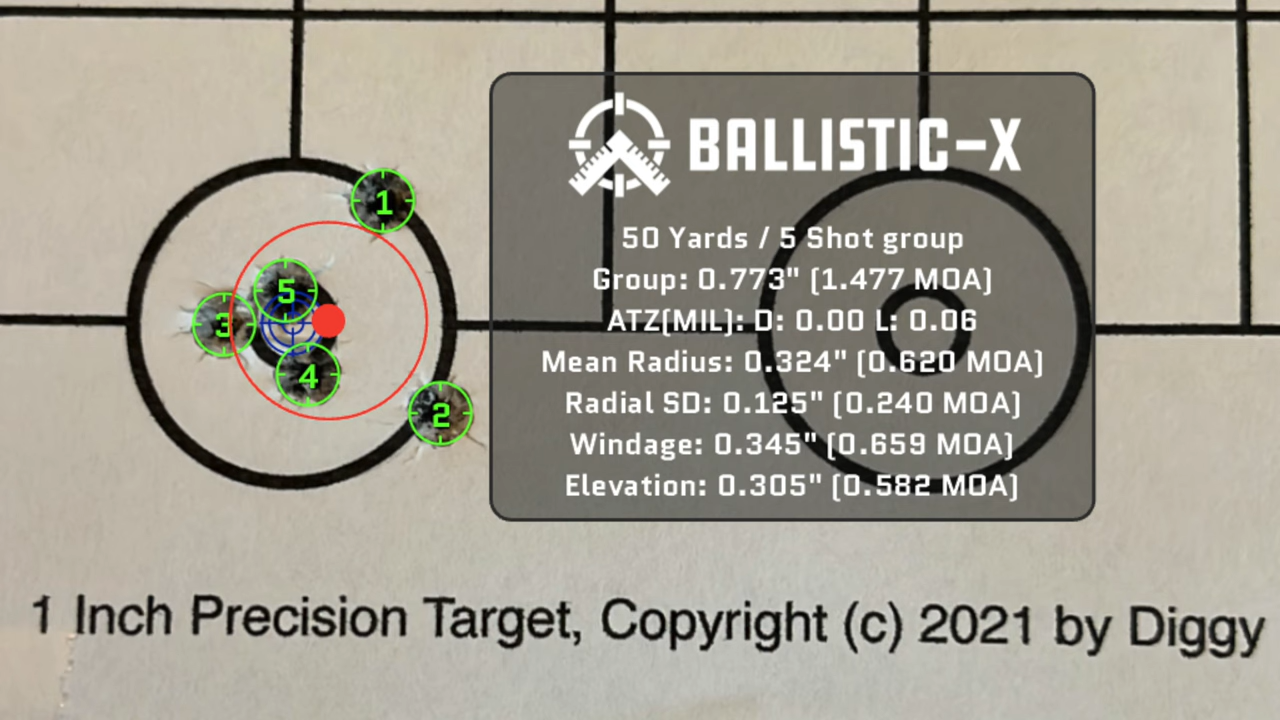 BALLISTIC-X
50 Yards / 5 Shot group
Group: 0.773" [1.477 MOA]
ATZ[MIL]: D: 0.00 L: 0.06
Mean Radius: 0.324" [0.620 MOA]
Radial SD: 0.125" [0.240 MOA]
Windage: 0.345" [0.659 MOA]
Elevation: 0.305" [0.582 MOA]
1
5
3
4
2
1 Inch Precision Target, Copyright (c) 2021 by Diggy